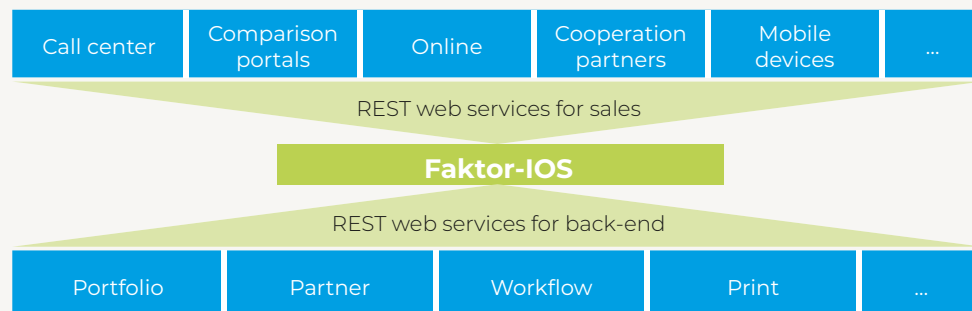 Call center
Comparison
portals
Online
Cooperation
partners
Mobile
devices
...
REST web services for sales
Faktor-IOS
REST web services for back-end
Portfolio
Partner
Workflow
Print
...